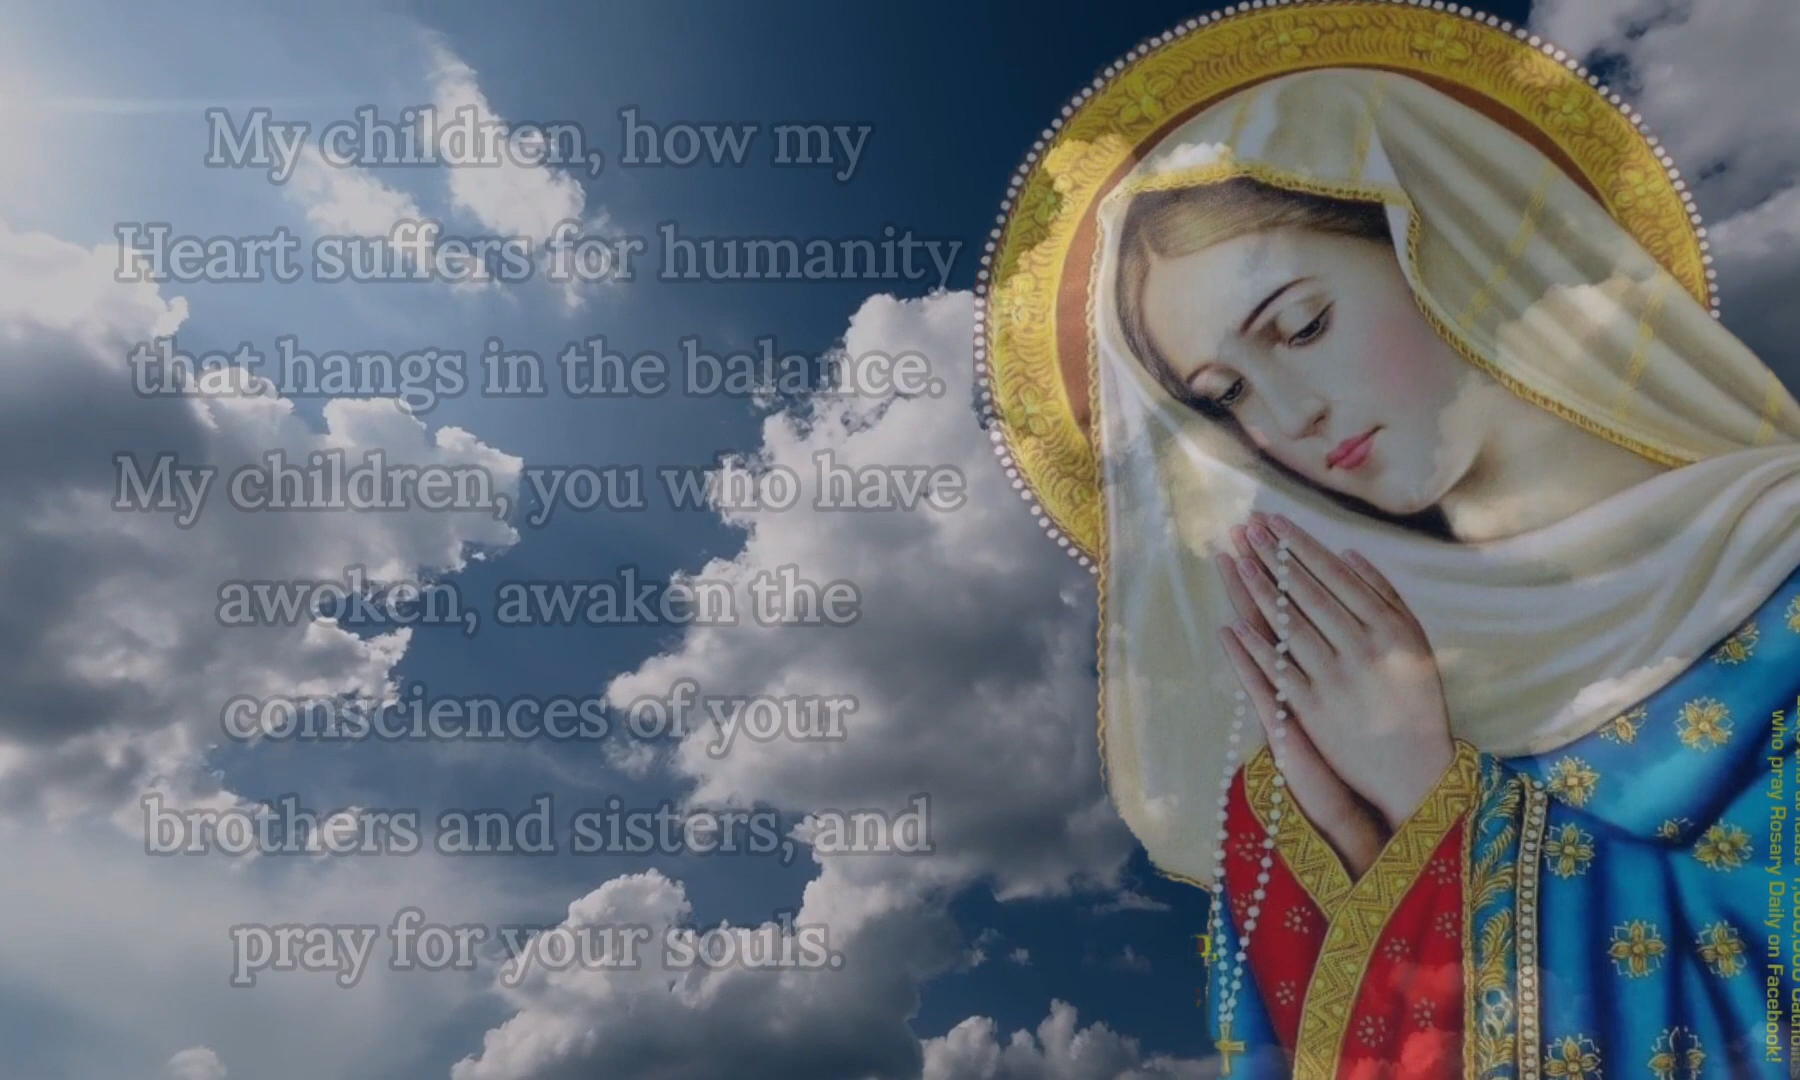 My children, how my
Heart suffers for humanity
that hangs in the balance.
My children, you who have
awoken, awaken the
consciences of your
brothers and sisters, and
pray for your souls.
who pray Rosary Daily on Facebook!